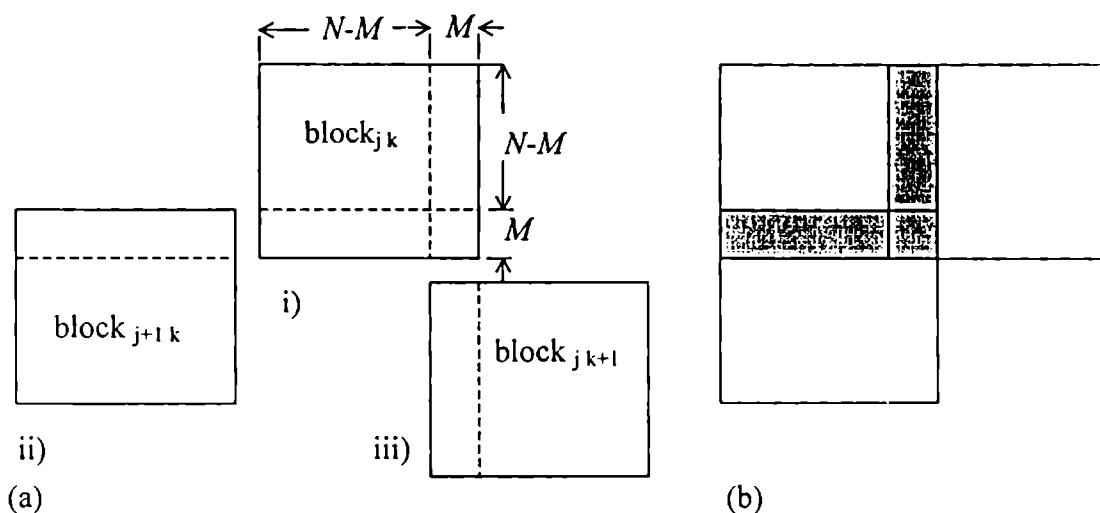 N-M M
block j k
N-M
M
i)
block j+1 k
block j k+1
ii)
iii)
(a)
(b)